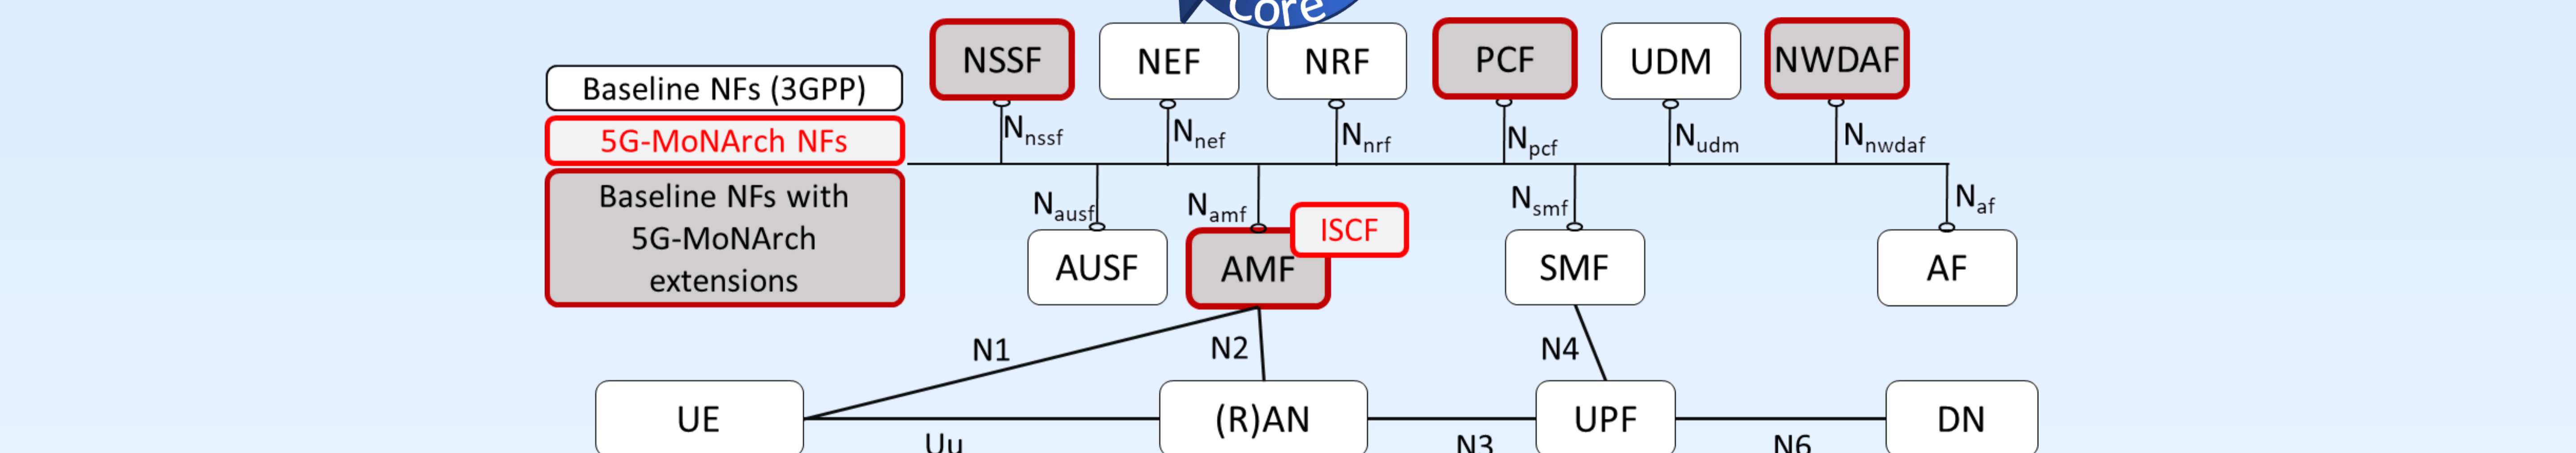 Core
NSSF
NEF
NRF
PCF
UDM
NWDAF
Baseline NFs (3GPP)
5G-MoNArch NFs
Baseline NFs with
5G-MoNArch
extensions
Nnssf
Nnef
Nnrf
Npcf
Nudm
Nnwdaf
Nausf
Namf
Nsmf
Naf
ISCF
AUSF
AMF
SMF
AF
N1
N2
N4
UE
(R)AN
UPF
DN
Uu
N3
N6